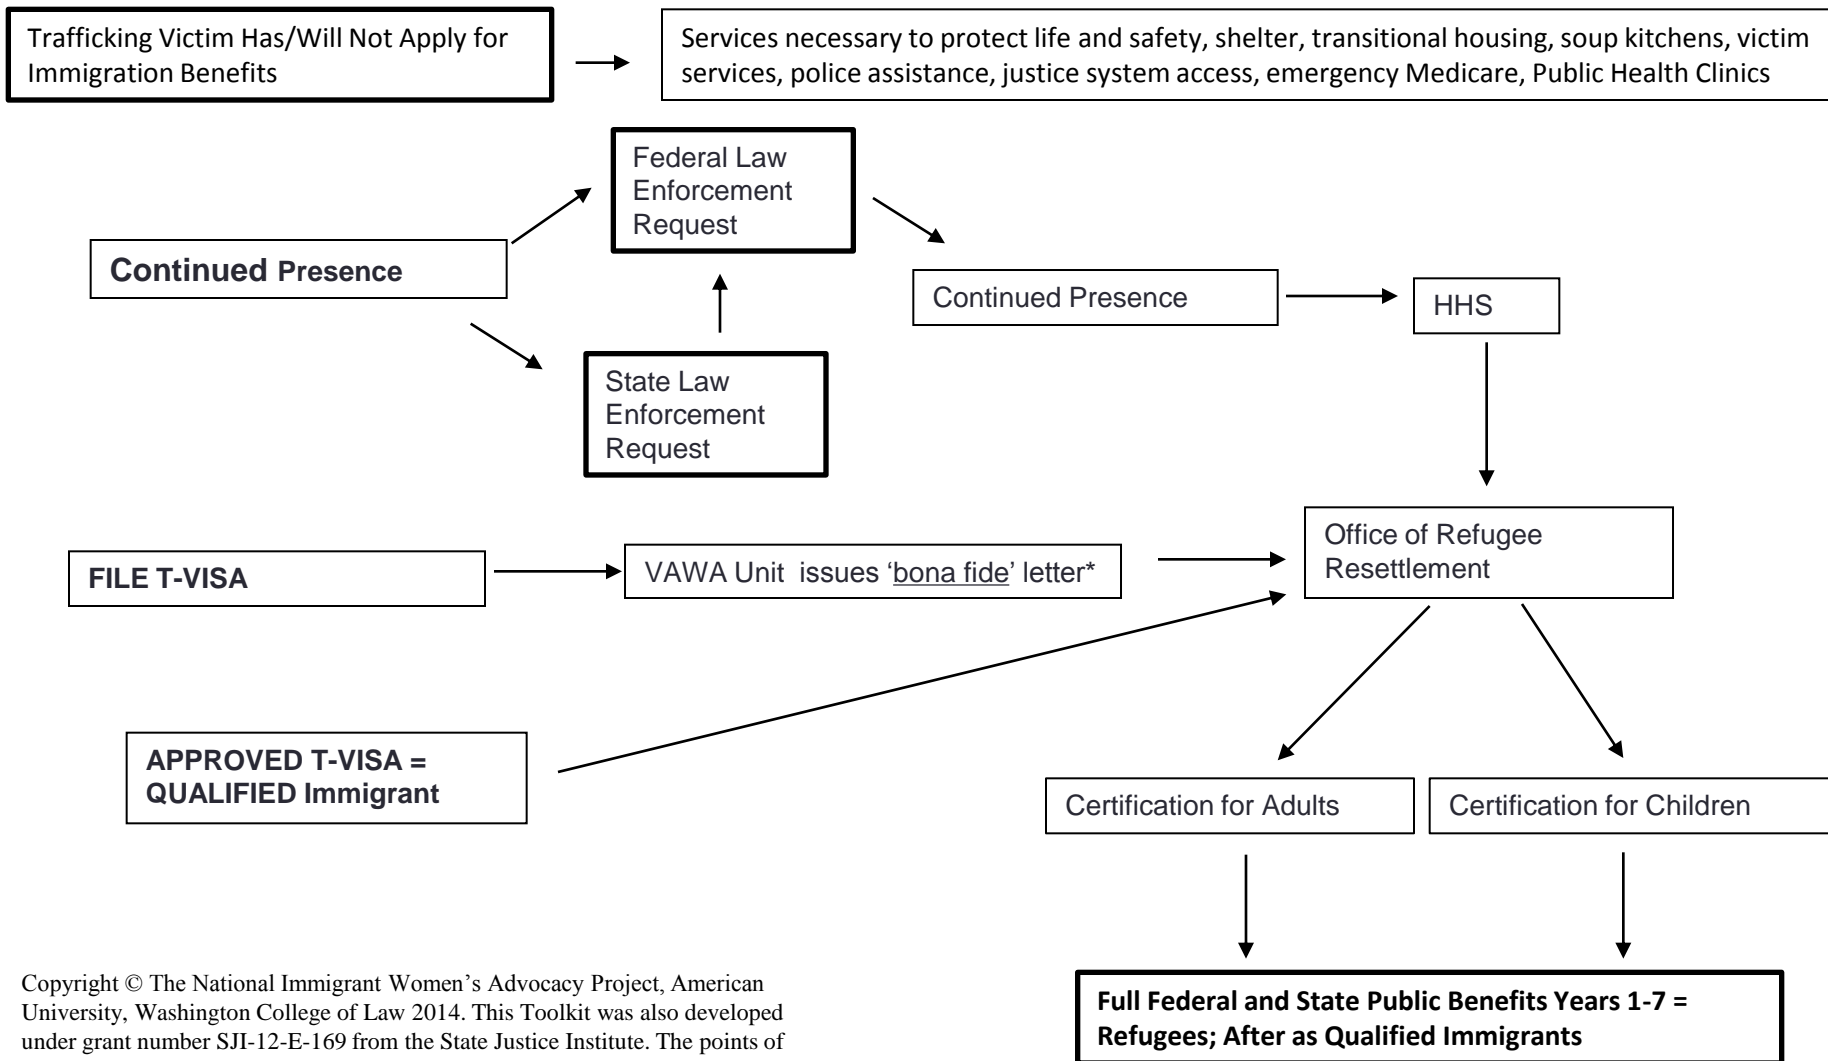 Trafficking Victim Has/Will Not Apply for
Immigration Benefits
Services necessary to protect life and safety, shelter, transitional housing, soup kitchens, victim
services, police assistance, justice system access, emergency Medicare, Public Health Clinics
Federal Law
Enforcement
Request
Continued Presence
Continued Presence
HHS
State Law
Enforcement
Request
Office of Refugee
Resettlement
FILE T-VISA
VAWA Unit issues ‘bona fide’ letter*
APPROVED T-VISA =
QUALIFIED Immigrant
Certification for Adults
Certification for Children
Copyright © The National Immigrant Women’s Advocacy Project, American
University, Washington College of Law 2014. This Toolkit was also developed
under grant number SJI-12-E-169 from the State Justice Institute. The points of
Full Federal and State Public Benefits Years 1-7 =
Refugees; After as Qualified Immigrants